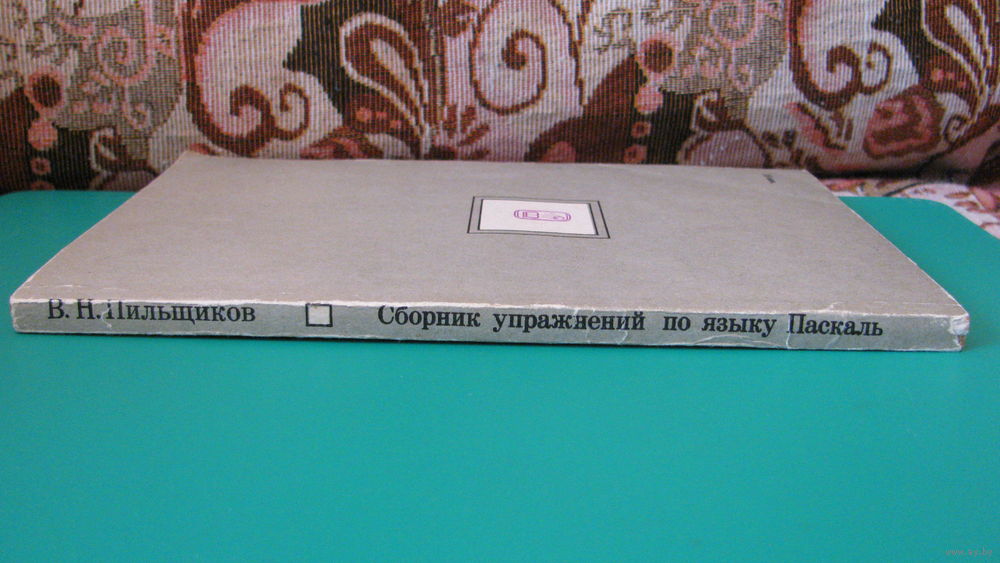 В. Н. Пильщиков Сборник упражнений по языку Паскаль